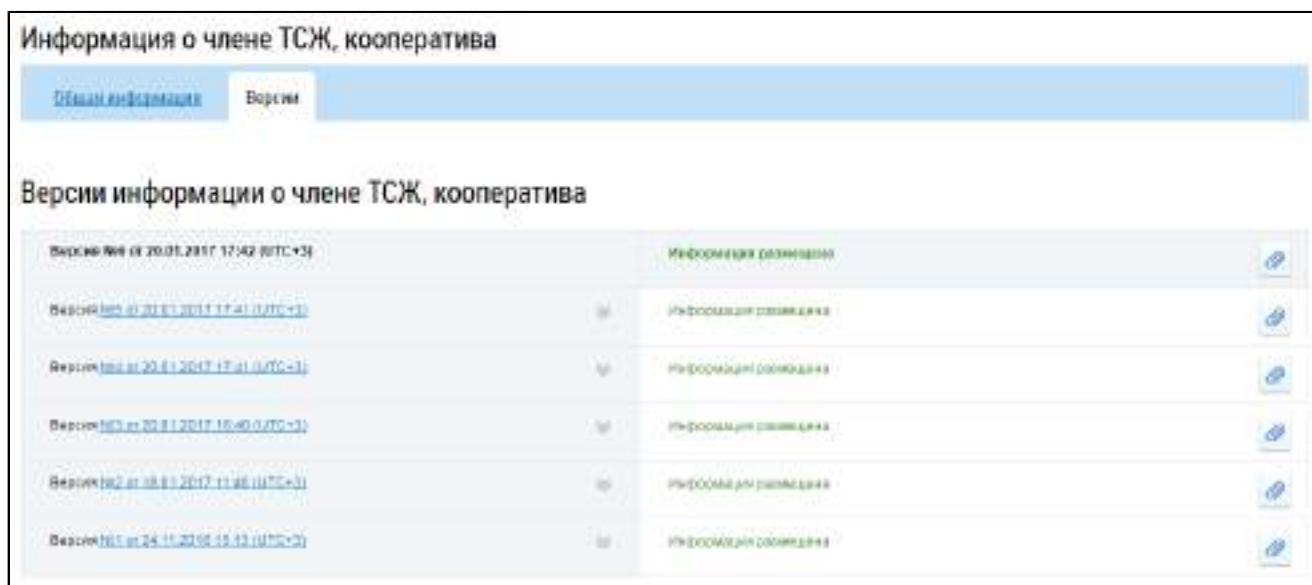 Информация о члене ТСЖ, кооператива
Общая информация Версии
Версии информации о члене ТСЖ, кооператива
Версия №6 от 20.01.2017 17:42 (UTC+3) Информация размещена
Версия №5 от 20.01.2017 17:41 (UTC+3) Информация размещена
Версия №4 от 20.01.2017 17:41 (UTC+3) Информация размещена
Версия №3 от 20.01.2017 16:40 (UTC+3) Информация размещена
Версия №2 от 18.01.2017 11:48 (UTC+3) Информация размещена
Версия №1 от 24.11.2016 15:13 (UTC+3) Информация размещена